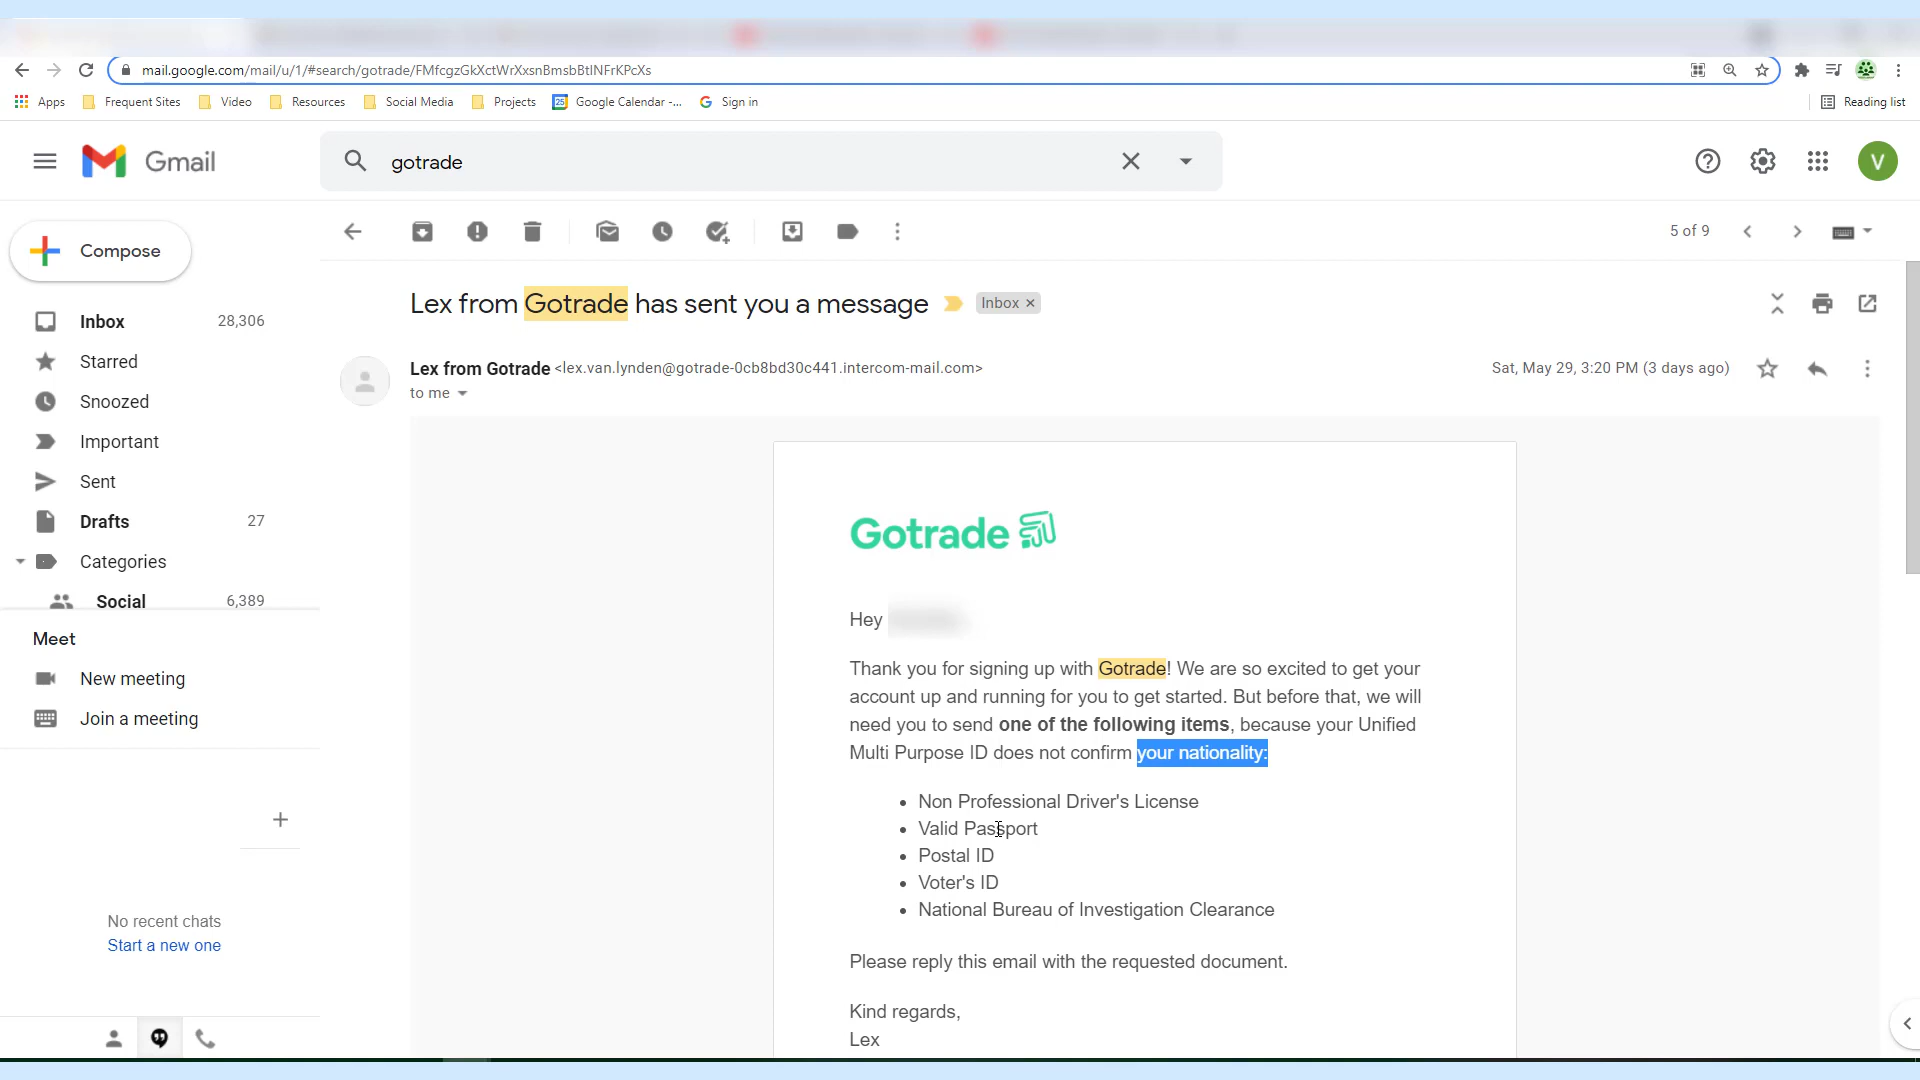 mail.google.com/mail/u/1/#search/gotrade/FMfcgzGkXctWrXxsnBmsbBtlNFrKPcXs
Apps Frequent Sites Video Resources Social Media Projects 25 Google Calendar -... Sign in Reading list
Gmail gotrade V
Compose 5 of 9
Lex from Gotrade has sent you a message Inbox ×
Inbox 28,306
Lex from Gotrade <lex.van.lynden@gotrade-0cb8bd30c441.intercom-mail.com> Sat, May 29, 3:20 PM (3 days ago)
Starred
to me
Snoozed
Important
Sent
Drafts 27
Gotrade
Categories
Social 6,389
Hey
Meet
Thank you for signing up with Gotrade! We are so excited to get your
New meeting
account up and running for you to get started. But before that, we will
Join a meeting
need you to send one of the following items, because your Unified
Multi Purpose ID does not confirm your nationality:
• Non Professional Driver's License
• Valid Passport
• Postal ID
• Voter's ID
• National Bureau of Investigation Clearance
No recent chats
Start a new one
Please reply this email with the requested document.
Kind regards,
Lex